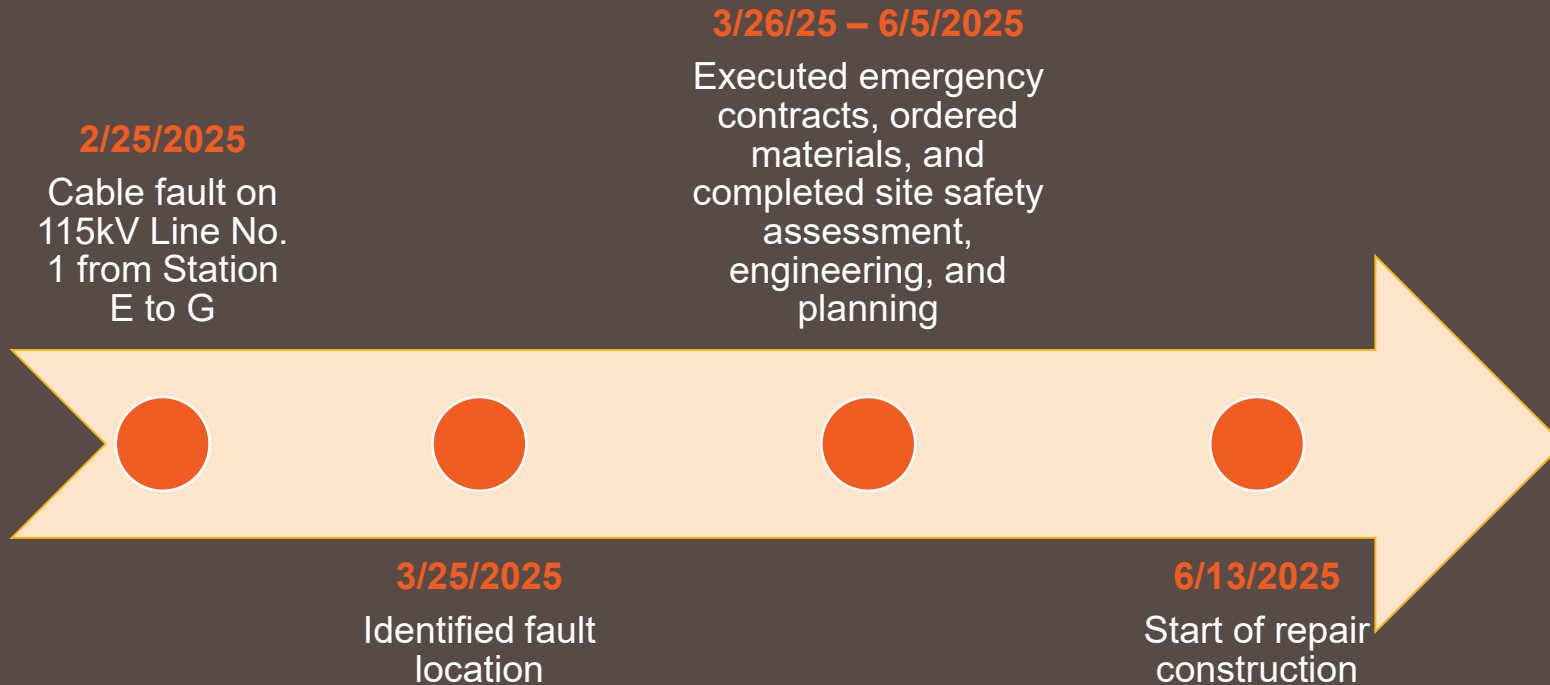 2/25/2025
Cable fault on
115kV Line No.
1 from Station
E to G
3/25/2025
Identified fault
location
3/26/25 – 6/5/2025
Executed emergency
contracts, ordered
materials, and
completed site safety
assessment,
engineering, and
planning
6/13/2025
Start of repair
construction